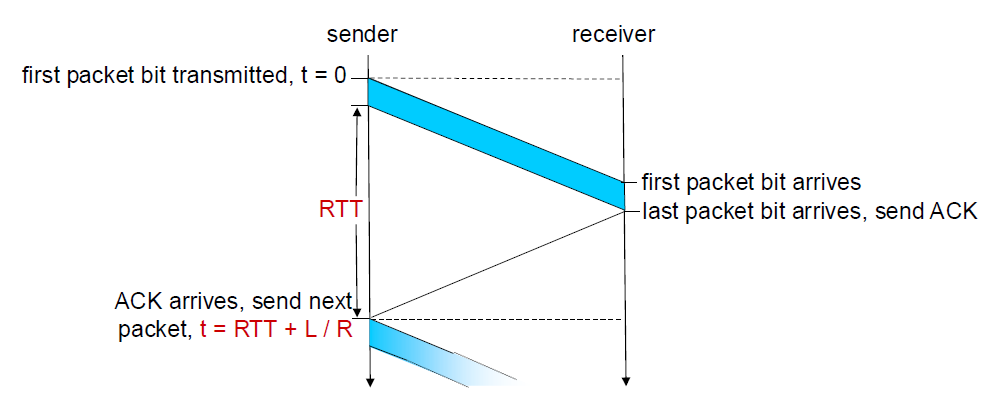 sender
receiver
first packet bit transmitted, t = 0
first packet bit arrives
RTT
last packet bit arrives, send ACK
ACK arrives, send next
packet, t = RTT + L / R